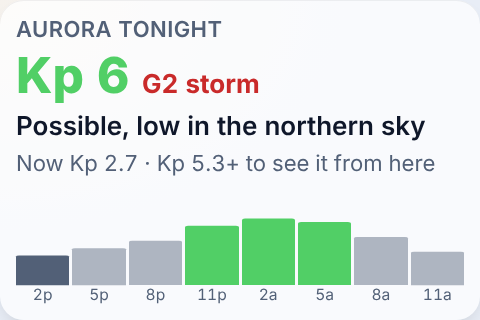 AURORA TONIGHT
Kp 6 G2 storm
Possible, low in the northern sky
Now Kp 2.7 · Kp 5.3+ to see it from here
2p 5p 8p 11p 2a 5a 8a 11a